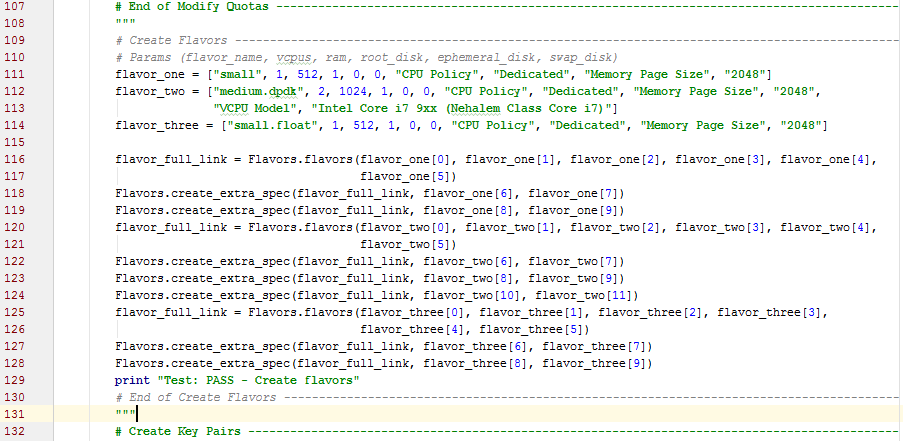 107 # End of Modify Quotas --------------------------------------------------------------------------------------------------
108 """
109 # Create Flavors --------------------------------------------------------------------------------------------------------
110 # Params (flavor_name, vcpus, ram, root_disk, ephemeral_disk, swap_disk)
111 flavor_one = ["small", 1, 512, 1, 0, 0, "CPU Policy", "Dedicated", "Memory Page Size", "2048"]
112 flavor_two = ["medium.dpdk", 2, 1024, 1, 0, 0, "CPU Policy", "Dedicated", "Memory Page Size", "2048",
113 "VCPU Model", "Intel Core i7 9xx (Nehalem Class Core i7)"]
114 flavor_three = ["small.float", 1, 512, 1, 0, 0, "CPU Policy", "Dedicated", "Memory Page Size", "2048"]
115
116 flavor_full_link = Flavors.flavors(flavor_one[0], flavor_one[1], flavor_one[2], flavor_one[3], flavor_one[4],
117 flavor_one[5])
118 Flavors.create_extra_spec(flavor_full_link, flavor_one[6], flavor_one[7])
119 Flavors.create_extra_spec(flavor_full_link, flavor_one[8], flavor_one[9])
120 flavor_full_link = Flavors.flavors(flavor_two[0], flavor_two[1], flavor_two[2], flavor_two[3], flavor_two[4],
121 flavor_two[5])
122 Flavors.create_extra_spec(flavor_full_link, flavor_two[6], flavor_two[7])
123 Flavors.create_extra_spec(flavor_full_link, flavor_two[8], flavor_two[9])
124 Flavors.create_extra_spec(flavor_full_link, flavor_two[10], flavor_two[11])
125 flavor_full_link = Flavors.flavors(flavor_three[0], flavor_three[1], flavor_three[2], flavor_three[3],
126 flavor_three[4], flavor_three[5])
127 Flavors.create_extra_spec(flavor_full_link, flavor_three[6], flavor_three[7])
128 Flavors.create_extra_spec(flavor_full_link, flavor_three[8], flavor_three[9])
129 print "Test: PASS - Create flavors"
130 # End of Create Flavors -------------------------------------------------------------------------------------------------
131 """
132 # Create Key Pairs ------------------------------------------------------------------------------------------------------